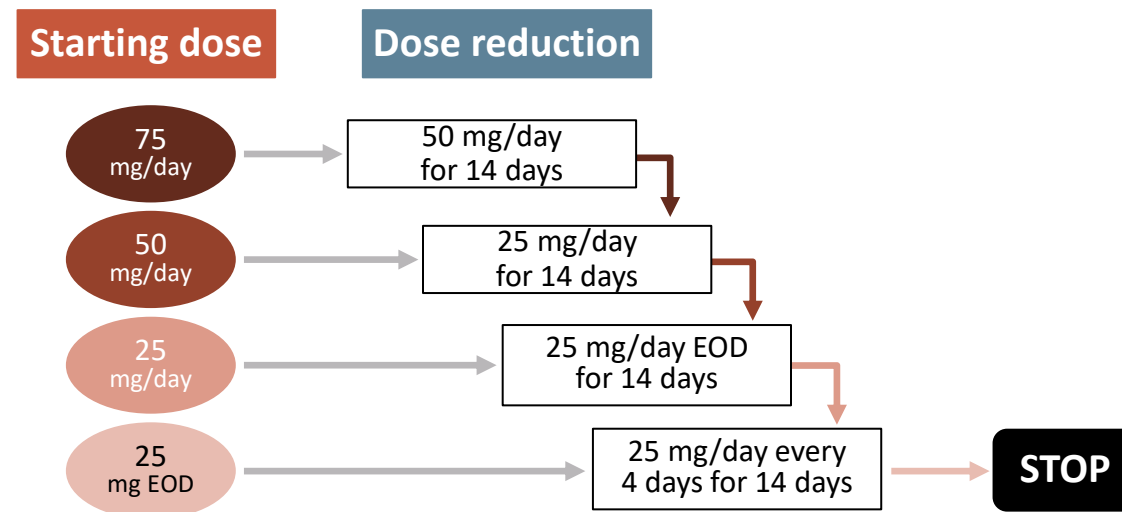 Starting dose
Dose reduction
75
mg/day
50 mg/day
for 14 days
50
mg/day
25 mg/day
for 14 days
25
mg/day
25 mg/day EOD
for 14 days
25
mg EOD
25 mg/day every
4 days for 14 days
STOP